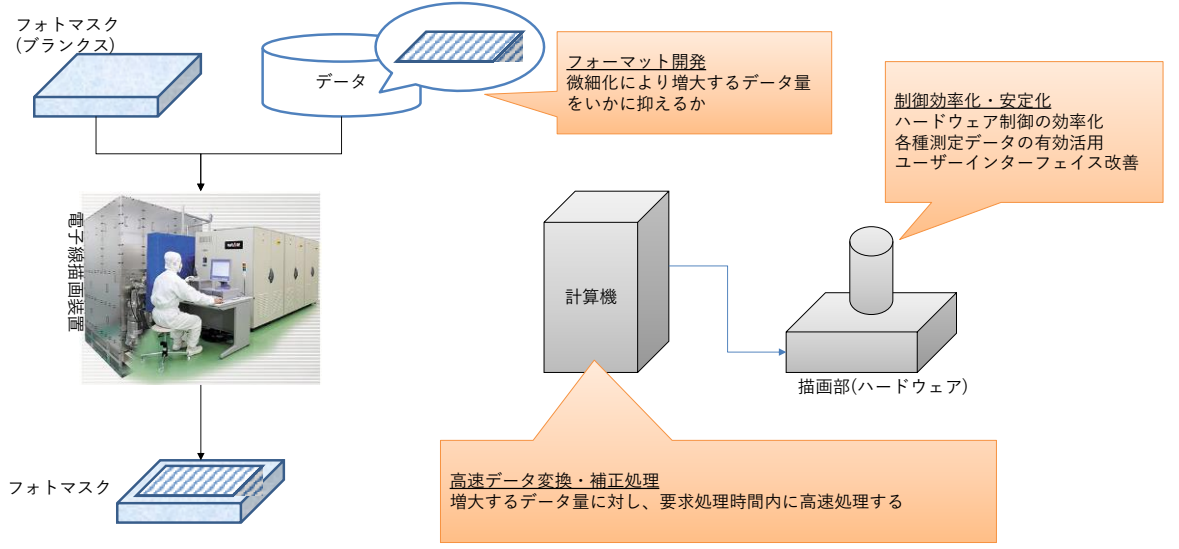 フォトマスク
(ブランクス)
データ
フォーマット開発
微細化により増大するデータ量
をいかに抑えるか
制御効率化・安定化
ハードウェア制御の効率化
各種測定データの有効活用
ユーザーインターフェイス改善
電子線描画装置
計算機
描画部(ハードウェア)
高速データ変換・補正処理
増大するデータ量に対し、要求処理時間内に高速処理する
フォトマスク